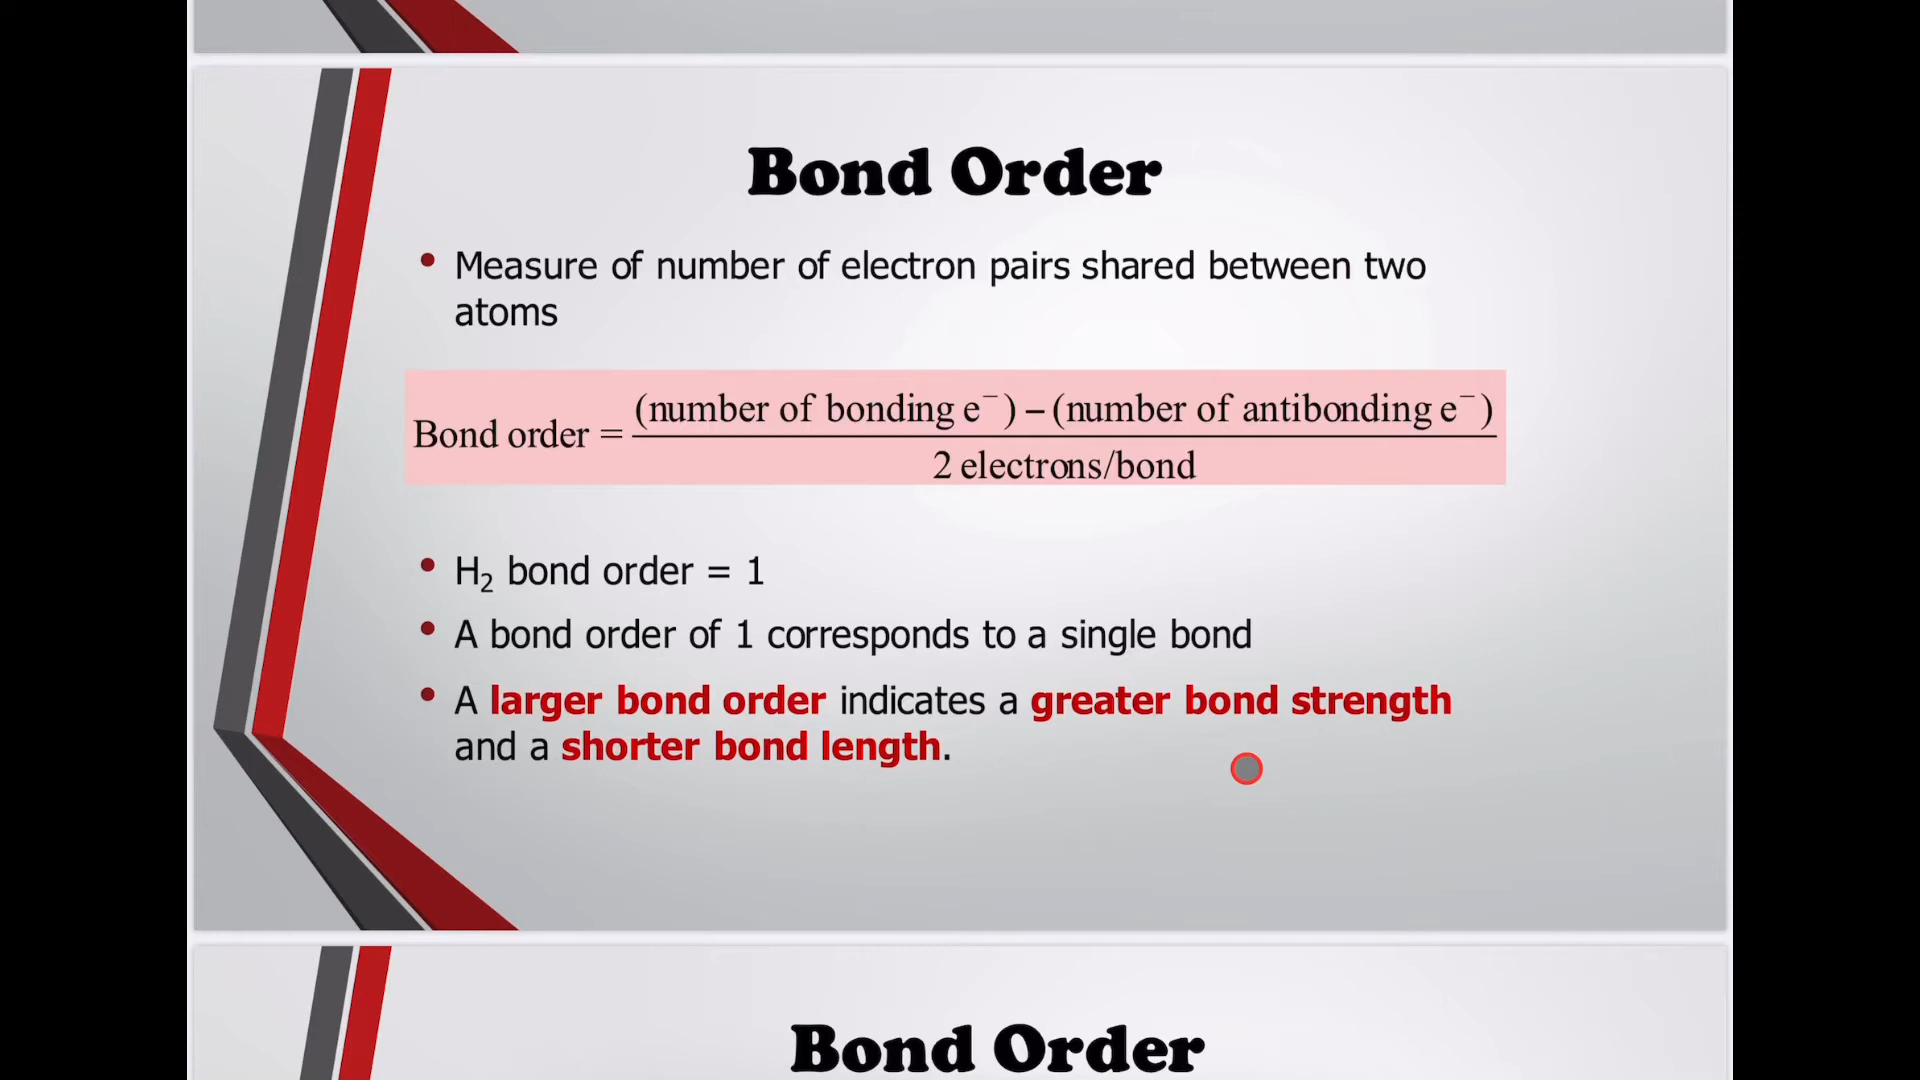 Bond Order
• Measure of number of electron pairs shared between two
atoms
Bond order = (number of bonding e⁻) – (number of antibonding e⁻)
2 electrons/bond
• H₂ bond order = 1
• A bond order of 1 corresponds to a single bond
• A larger bond order indicates a greater bond strength
and a shorter bond length.
Bond Order